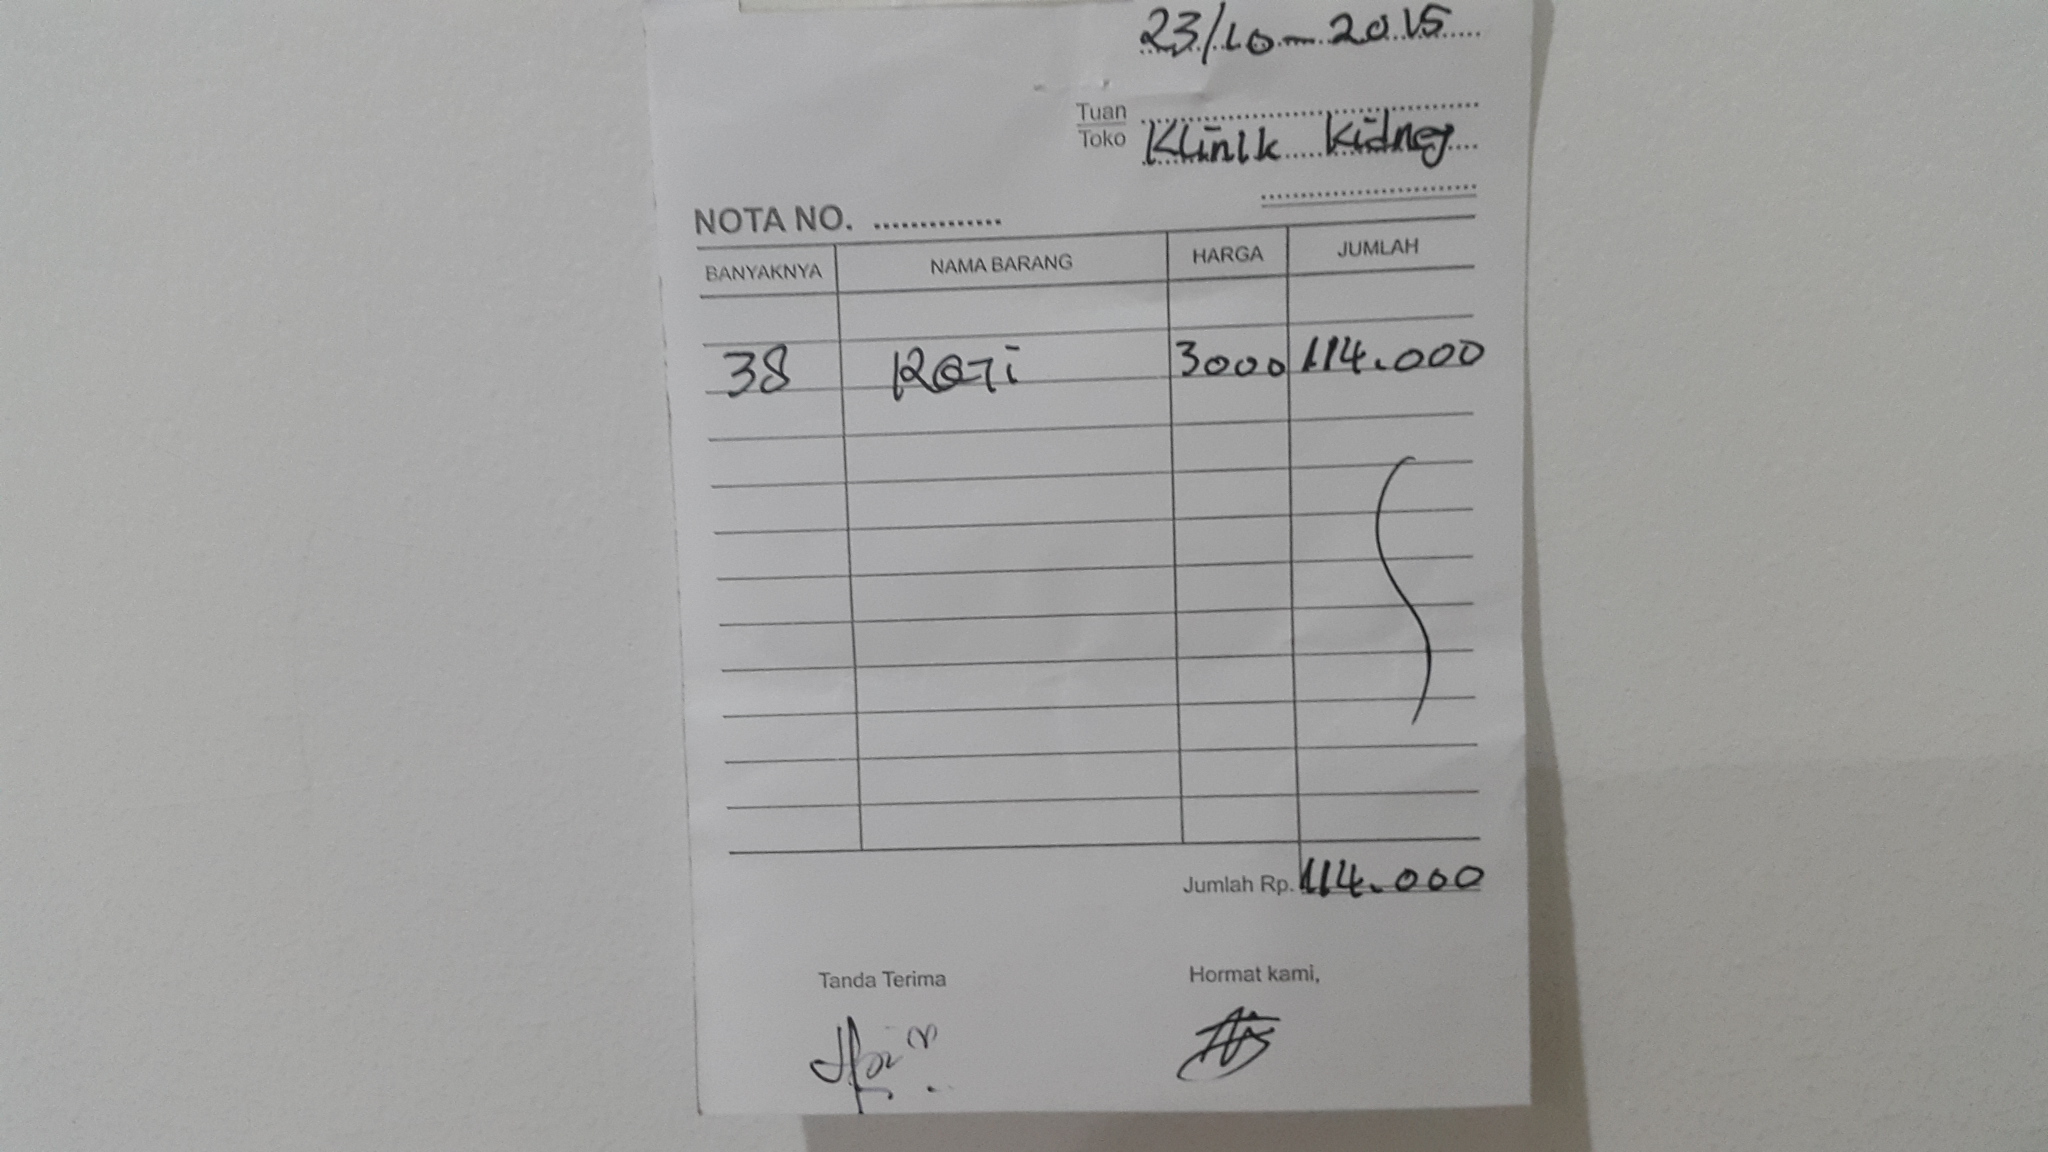 23/10-2015
Tuan
Toko Klinik Kidney
NOTA NO. ..............
BANYAKNYA NAMA BARANG HARGA JUMLAH
38 Roti 3000 114.000
Jumlah Rp. 114.000
Tanda Terima Hormat kami,